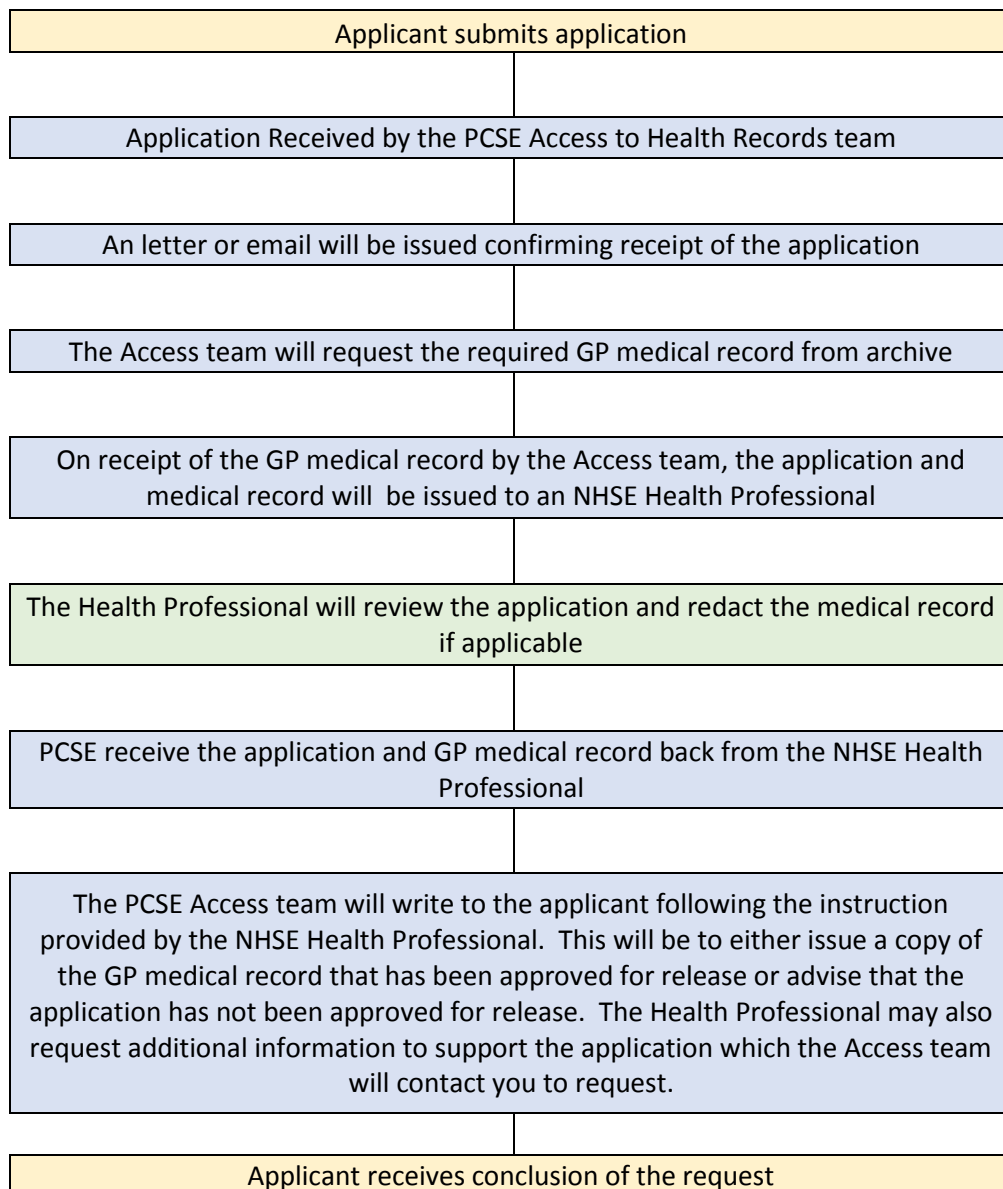 Applicant submits application
Application Received by the PCSE Access to Health Records team
An letter or email will be issued confirming receipt of the application
The Access team will request the required GP medical record from archive
On receipt of the GP medical record by the Access team, the application and
medical record will  be issued to an NHSE Health Professional
The Health Professional will review the application and redact the medical record
if applicable
PCSE receive the application and GP medical record back from the NHSE Health
Professional
The PCSE Access team will write to the applicant following the instruction
provided by the NHSE Health Professional.  This will be to either issue a copy of
the GP medical record that has been approved for release or advise that the
application has not been approved for release.  The Health Professional may also
request additional information to support the application which the Access team
will contact you to request.
Applicant receives conclusion of the request